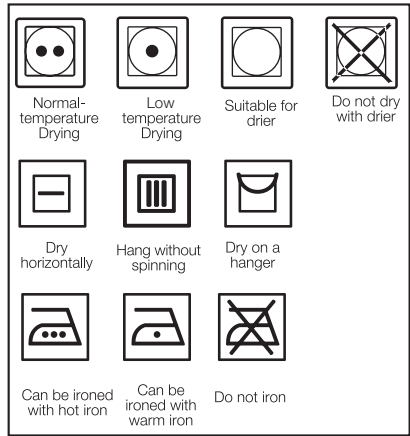 Normal-
temperature
Drying
Low
temperature
Drying
Suitable for
drier
Do not dry
with drier
Dry
horizontally
Hang without
spinning
Dry on a
hanger
Can be ironed
with hot iron
Can be
ironed with
warm iron
Do not iron